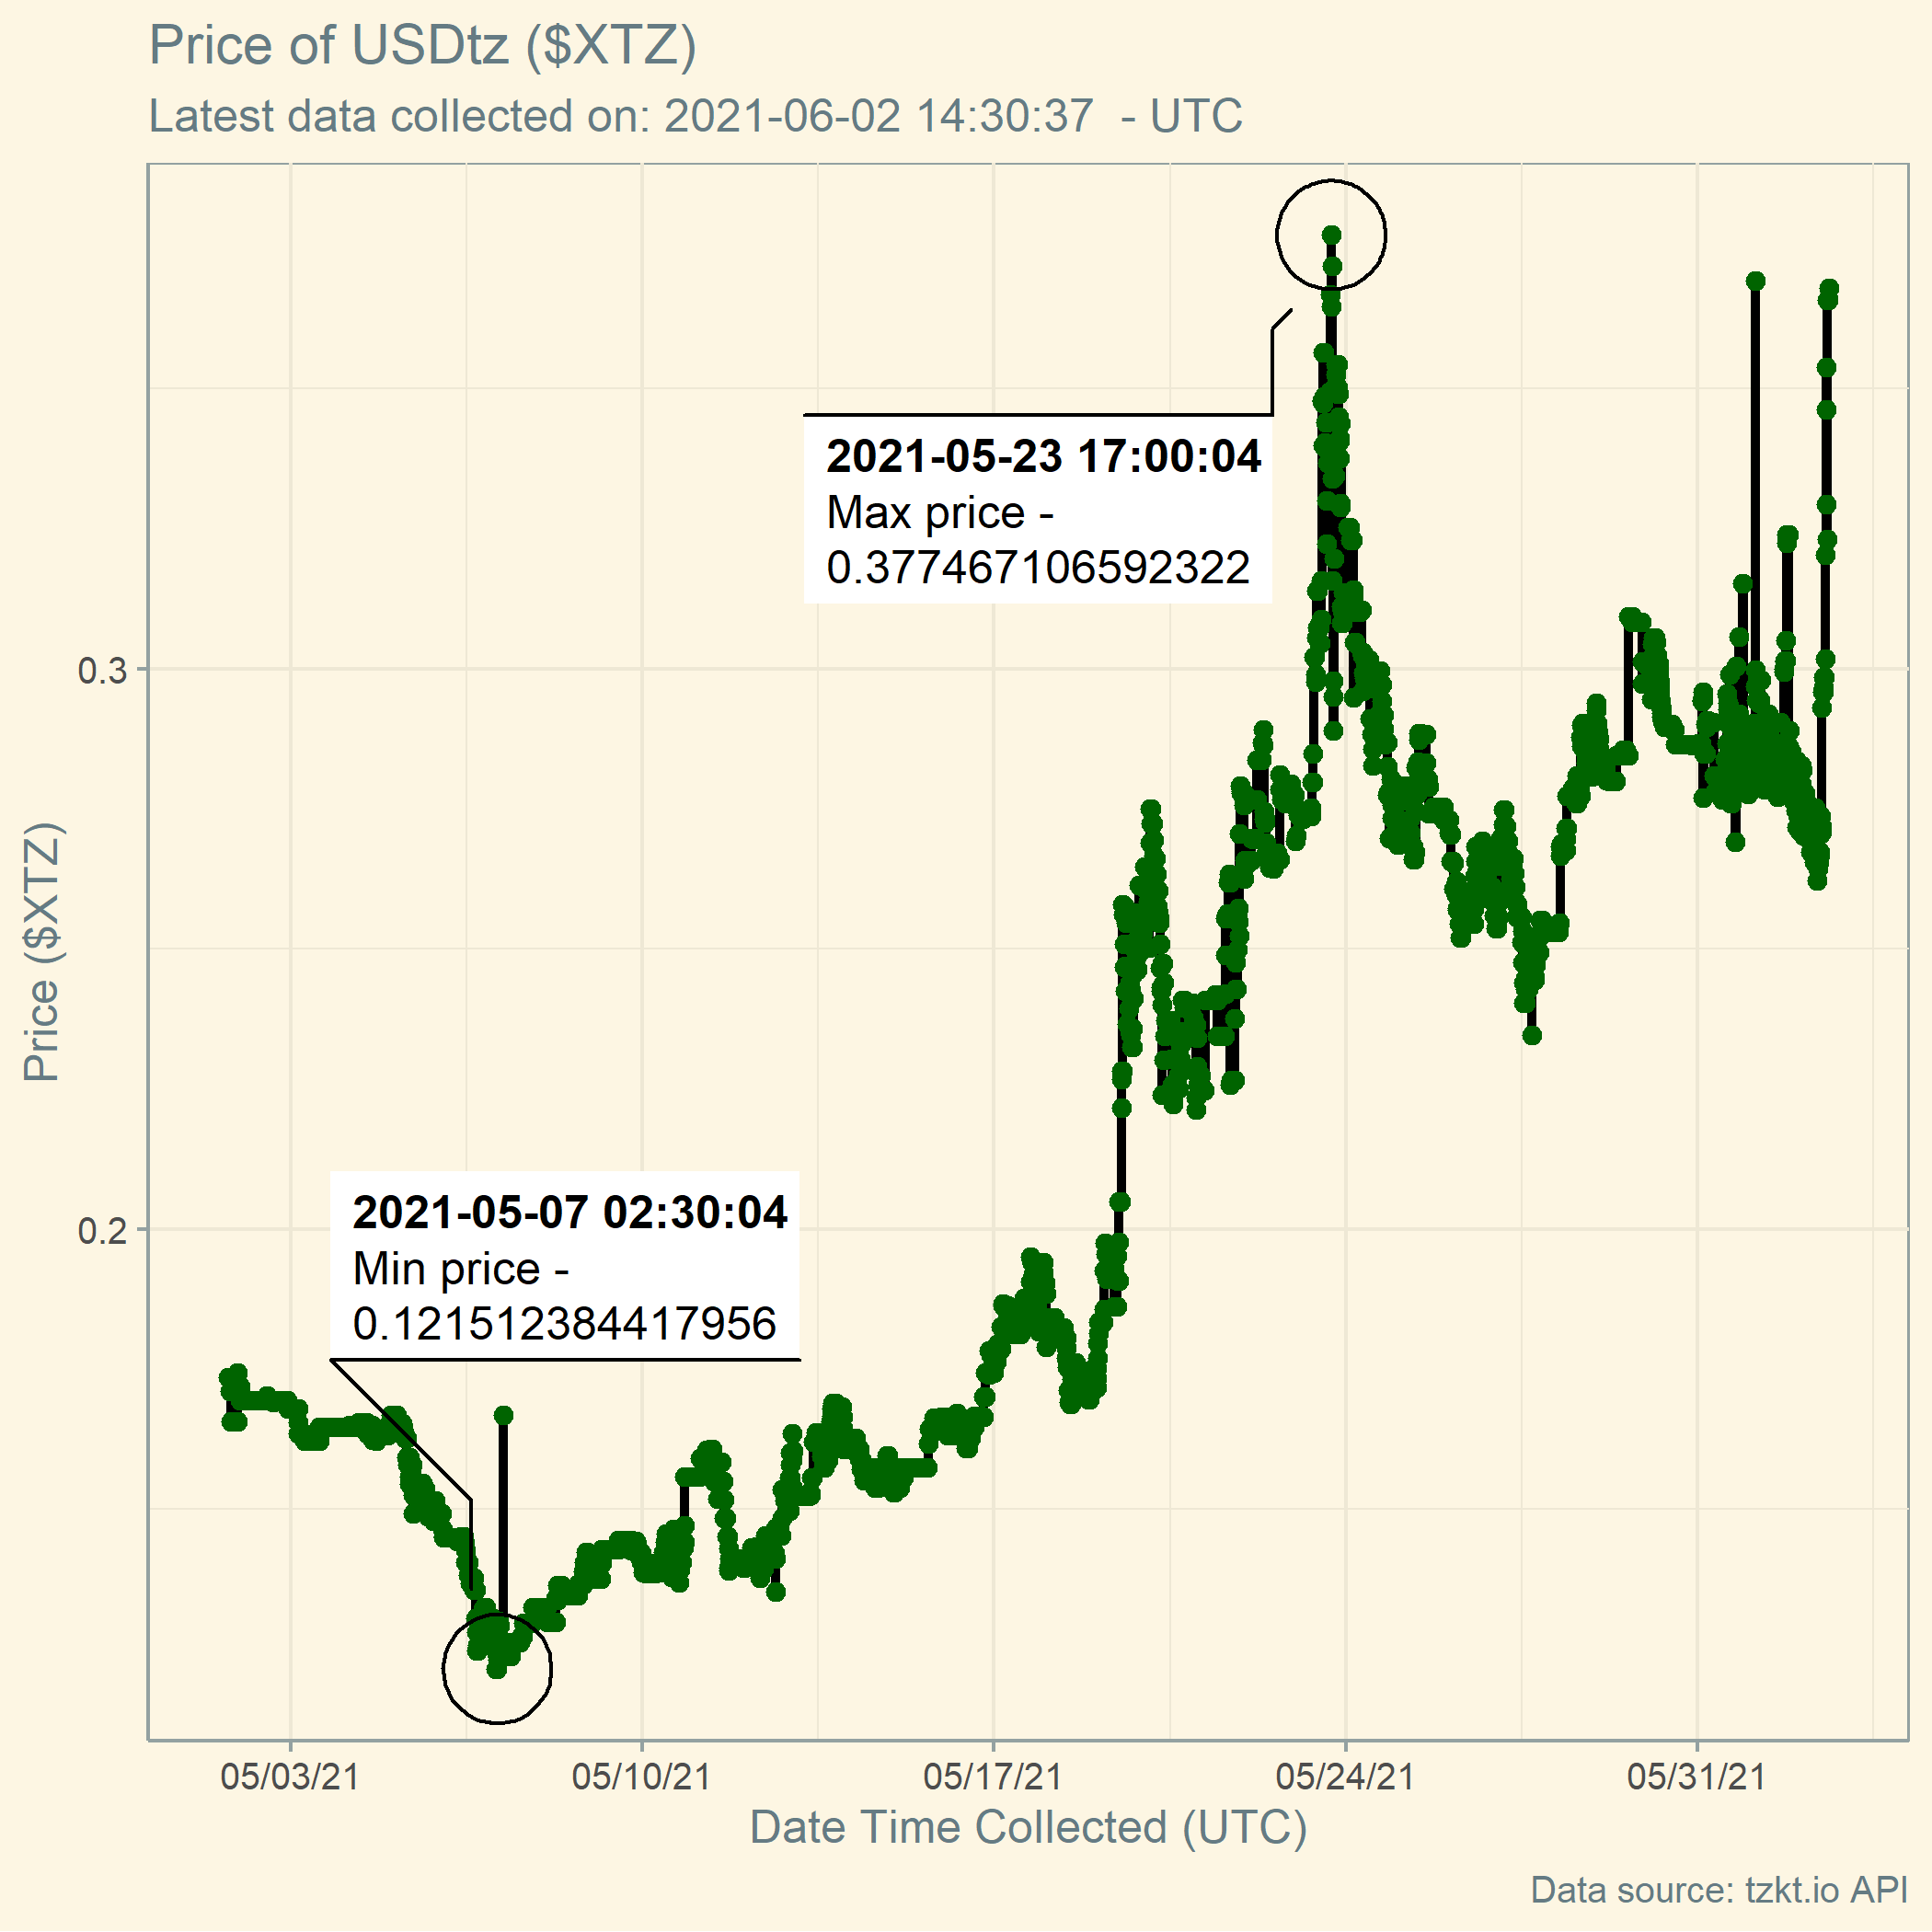 Price of USDtz ($XTZ)
Latest data collected on: 2021-06-02 14:30:37  - UTC
2021-05-23 17:00:04
Max price -
0.377467106592322
0.3
Price ($XTZ)
0.2
2021-05-07 02:30:04
Min price -
0.121512384417956
05/03/21 05/10/21 05/17/21 05/24/21 05/31/21
Date Time Collected (UTC)
Data source: tzkt.io API